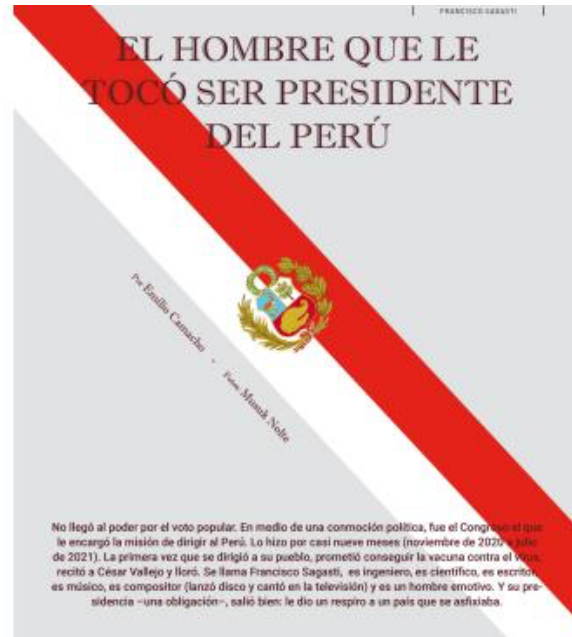 FRANCISCO SAGASTI
EL HOMBRE QUE LE
TOCÓ SER PRESIDENTE
DEL PERÚ
Por Emilio Camacho - Fotos Musuk Nolte
No llegó al poder por el voto popular. En medio de una conmoción política, fue el Congreso el que
le encargó la misión de dirigir al Perú. Lo hizo por casi nueve meses (noviembre de 2020 a julio
de 2021). La primera vez que se dirigió a su pueblo, prometió conseguir la vacuna contra el virus,
recitó a César Vallejo y lloró. Se llama Francisco Sagasti, es ingeniero, es científico, es escritor,
es músico, es compositor (lanzó disco y cantó en la televisión) y es un hombre emotivo. Y su pre-
sidencia –una obligación–, salió bien: le dio un respiro a un país que se asfixiaba.